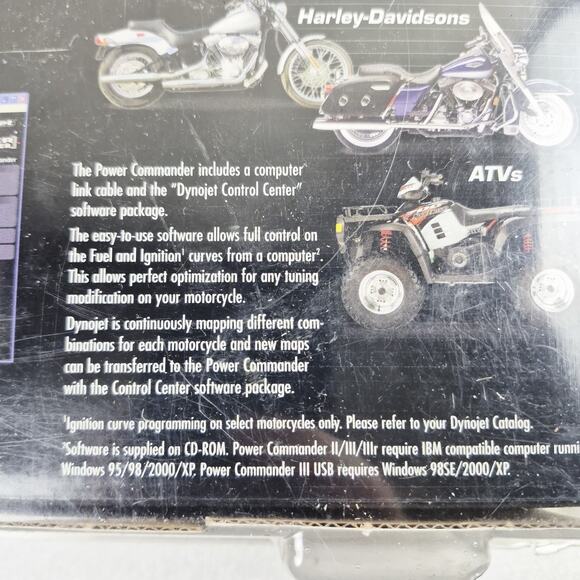 Harley-Davidsons
ATVs
The Power Commander includes a computer
link cable and the “Dynojet Control Center”
software package.
The easy-to-use software allows full control on
the Fuel and Ignition¹ curves from a computer².
This allows perfect optimization for any tuning
modification on your motorcycle.
Dynojet is continuously mapping different com-
binations for each motorcycle and new maps
can be transferred to the Power Commander
with the Control Center software package.
¹Ignition curve programming on select motorcycles only. Please refer to your Dynojet Catalog.
²Software is supplied on CD-ROM. Power Commander II/III/IIIr require IBM compatible computer runni
Windows 95/98/2000/XP. Power Commander III USB requires Windows 98SE/2000/XP.